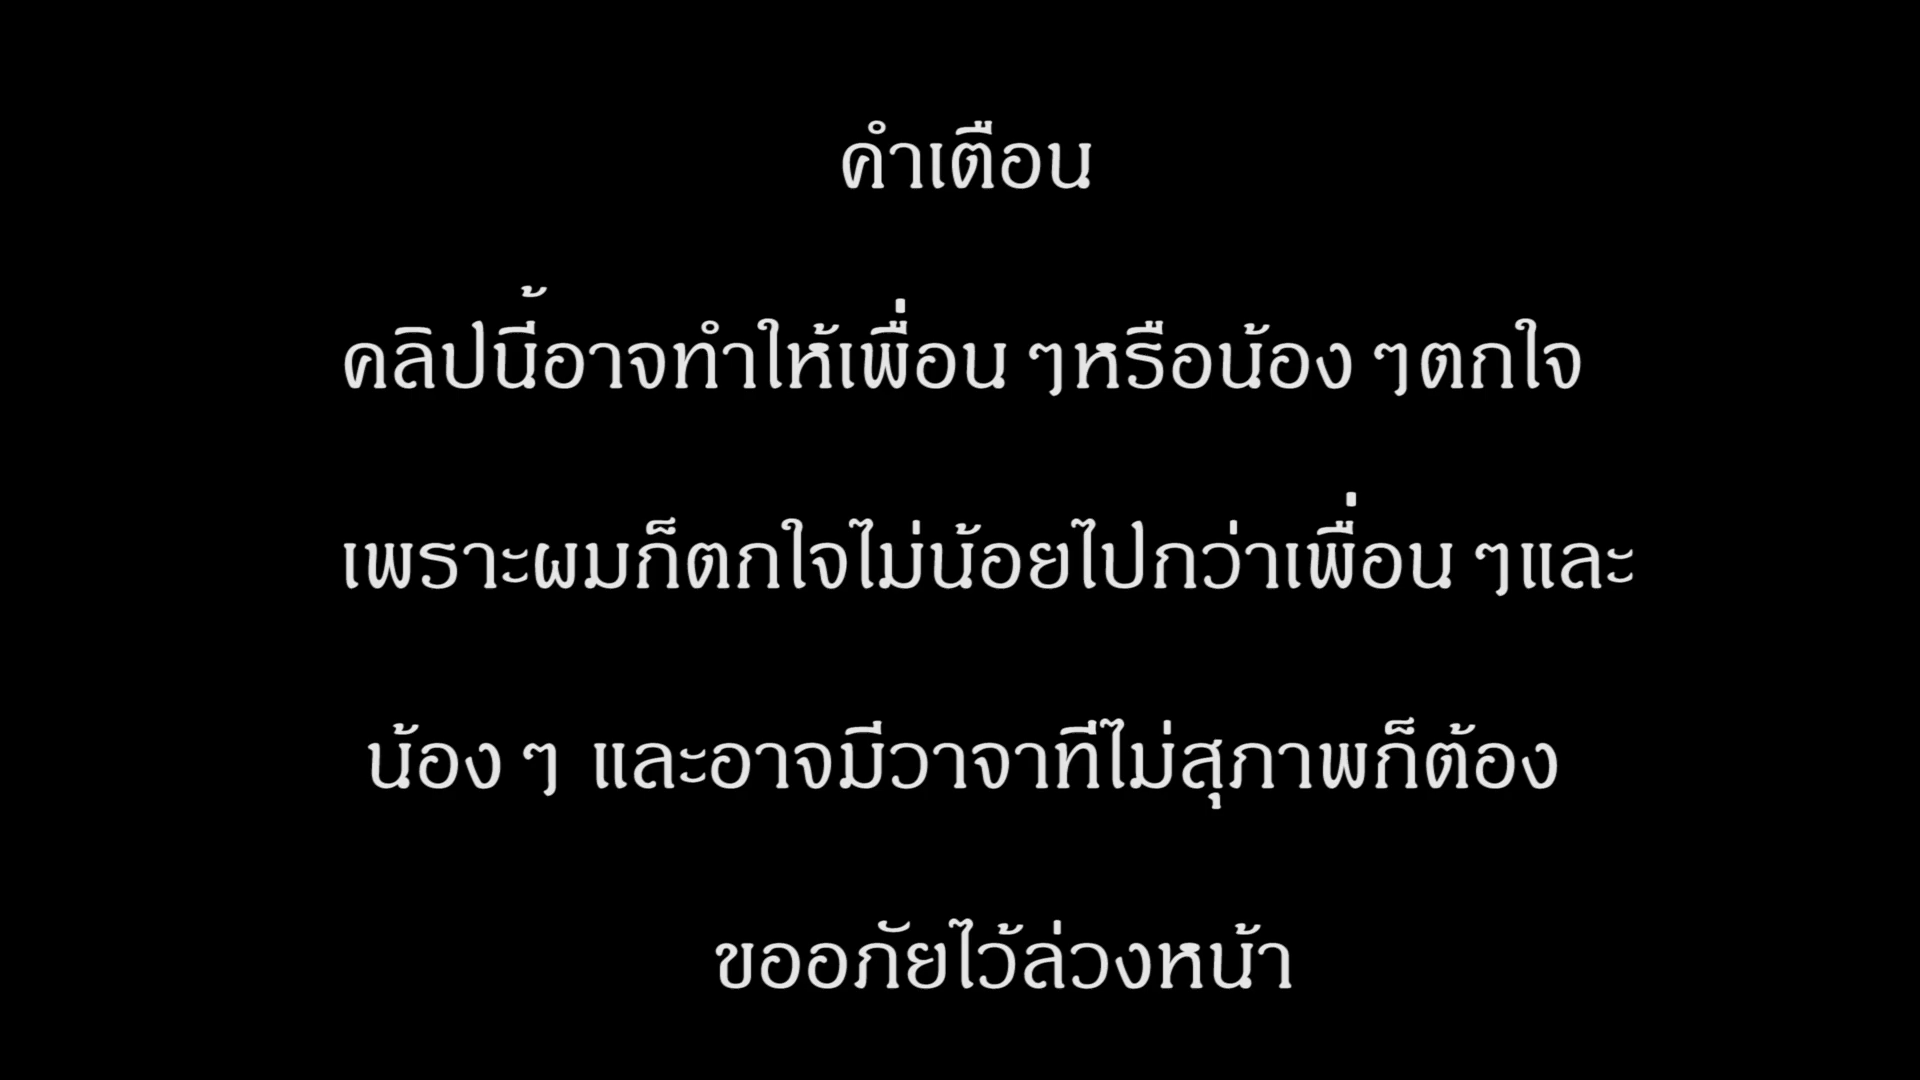 คำเตือน
คลิปนี้อาจทำให้เพื่อน ๆหรือน้อง ๆตกใจ
เพราะผมก็ตกใจไม่น้อยไปกว่าเพื่อน ๆและ
น้อง ๆ และอาจมีวาจาทีไม่สุภาพก็ต้อง
ขออภัยไว้ล่วงหน้า